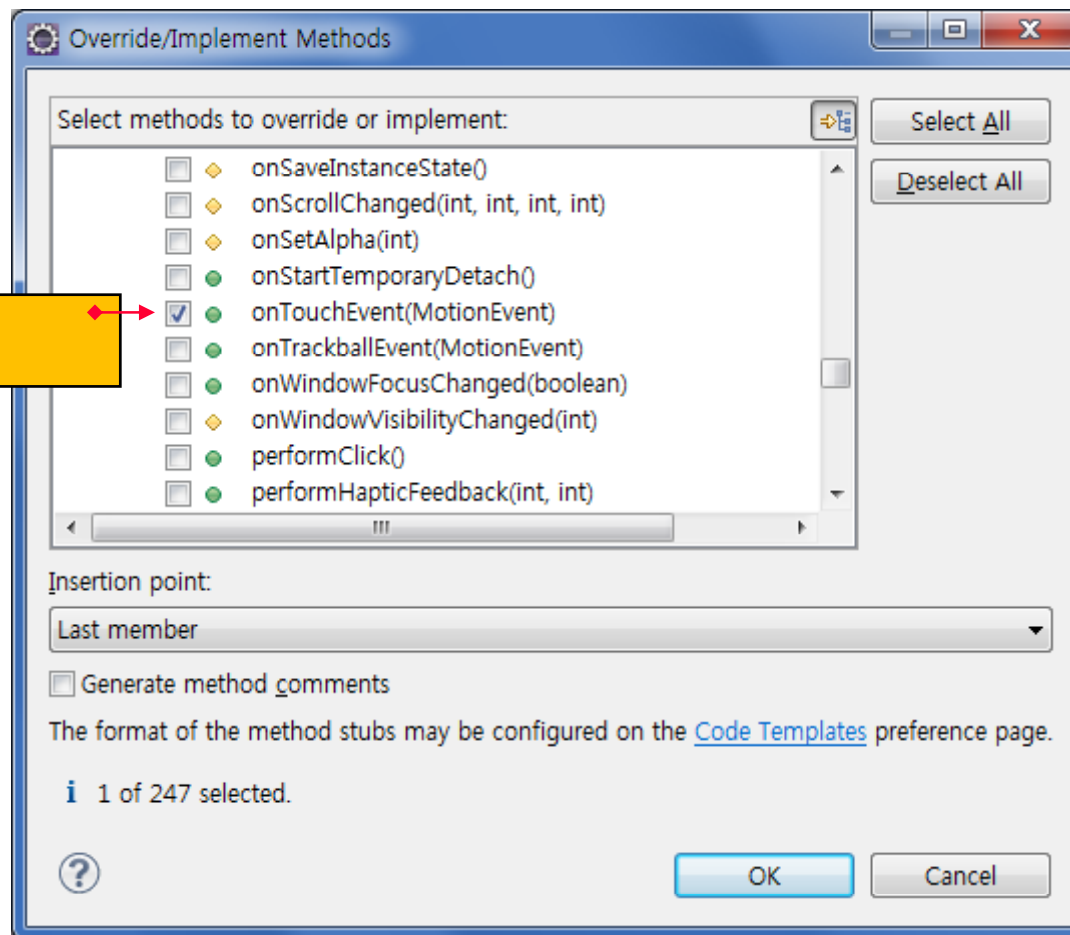 Override/Implement Methods
Select methods to override or implement:
Select All
Deselect All
onSaveInstanceState()
onScrollChanged(int, int, int, int)
onSetAlpha(int)
onStartTemporaryDetach()
onTouchEvent(MotionEvent)
onTrackballEvent(MotionEvent)
onWindowFocusChanged(boolean)
onWindowVisibilityChanged(int)
performClick()
performHapticFeedback(int, int)
Insertion point:
Last member
Generate method comments
The format of the method stubs may be configured on the Code Templates preference page.
i 1 of 247 selected.
?
OK
Cancel